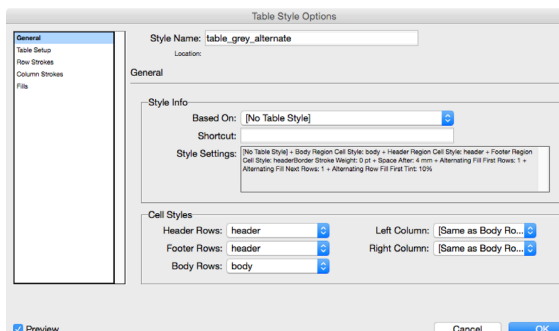 Table Style Options
General
Table Setup
Row Strokes
Column Strokes
Fills
Style Name: table_grey_alternate
Location:
General
Style Info
Based On: [No Table Style]
Shortcut:
Style Settings: [No Table Style] + Body Region Cell Style: body + Header Region Cell Style: header + Footer Region
Cell Style: headerBorder Stroke Weight: 0 pt + Space After: 4 mm + Alternating Fill First Rows: 1 +
Alternating Fill Next Rows: 1 + Alternating Row Fill First Tint: 10%
Cell Styles
Header Rows: header Left Column: [Same as Body Ro...
Footer Rows: header Right Column: [Same as Body Ro...
Body Rows: body
Preview Cancel OK